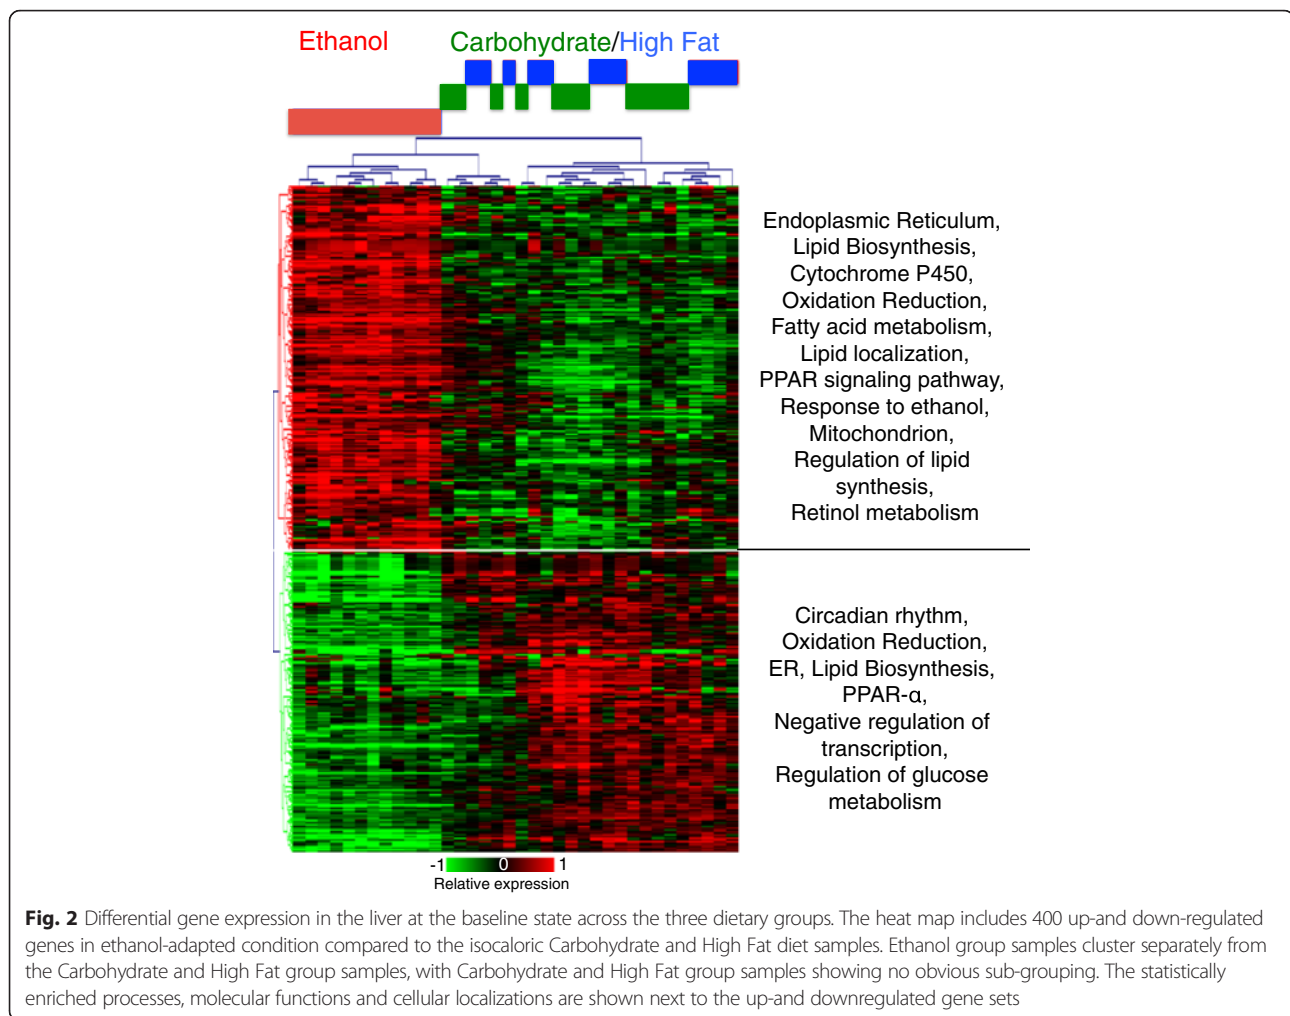 Ethanol
Carbohydrate/High Fat
Endoplasmic Reticulum,
Lipid Biosynthesis,
Cytochrome P450,
Oxidation Reduction,
Fatty acid metabolism,
Lipid localization,
PPAR signaling pathway,
Response to ethanol,
Mitochondrion,
Regulation of lipid
synthesis,
Retinol metabolism
Circadian rhythm,
Oxidation Reduction,
ER, Lipid Biosynthesis,
PPAR-α,
Negative regulation of
transcription,
Regulation of glucose
metabolism
-1 0 1
Relative expression
Fig. 2 Differential gene expression in the liver at the baseline state across the three dietary groups. The heat map includes 400 up-and down-regulated
genes in ethanol-adapted condition compared to the isocaloric Carbohydrate and High Fat diet samples. Ethanol group samples cluster separately from
the Carbohydrate and High Fat group samples, with Carbohydrate and High Fat group samples showing no obvious sub-grouping. The statistically
enriched processes, molecular functions and cellular localizations are shown next to the up-and downregulated gene sets